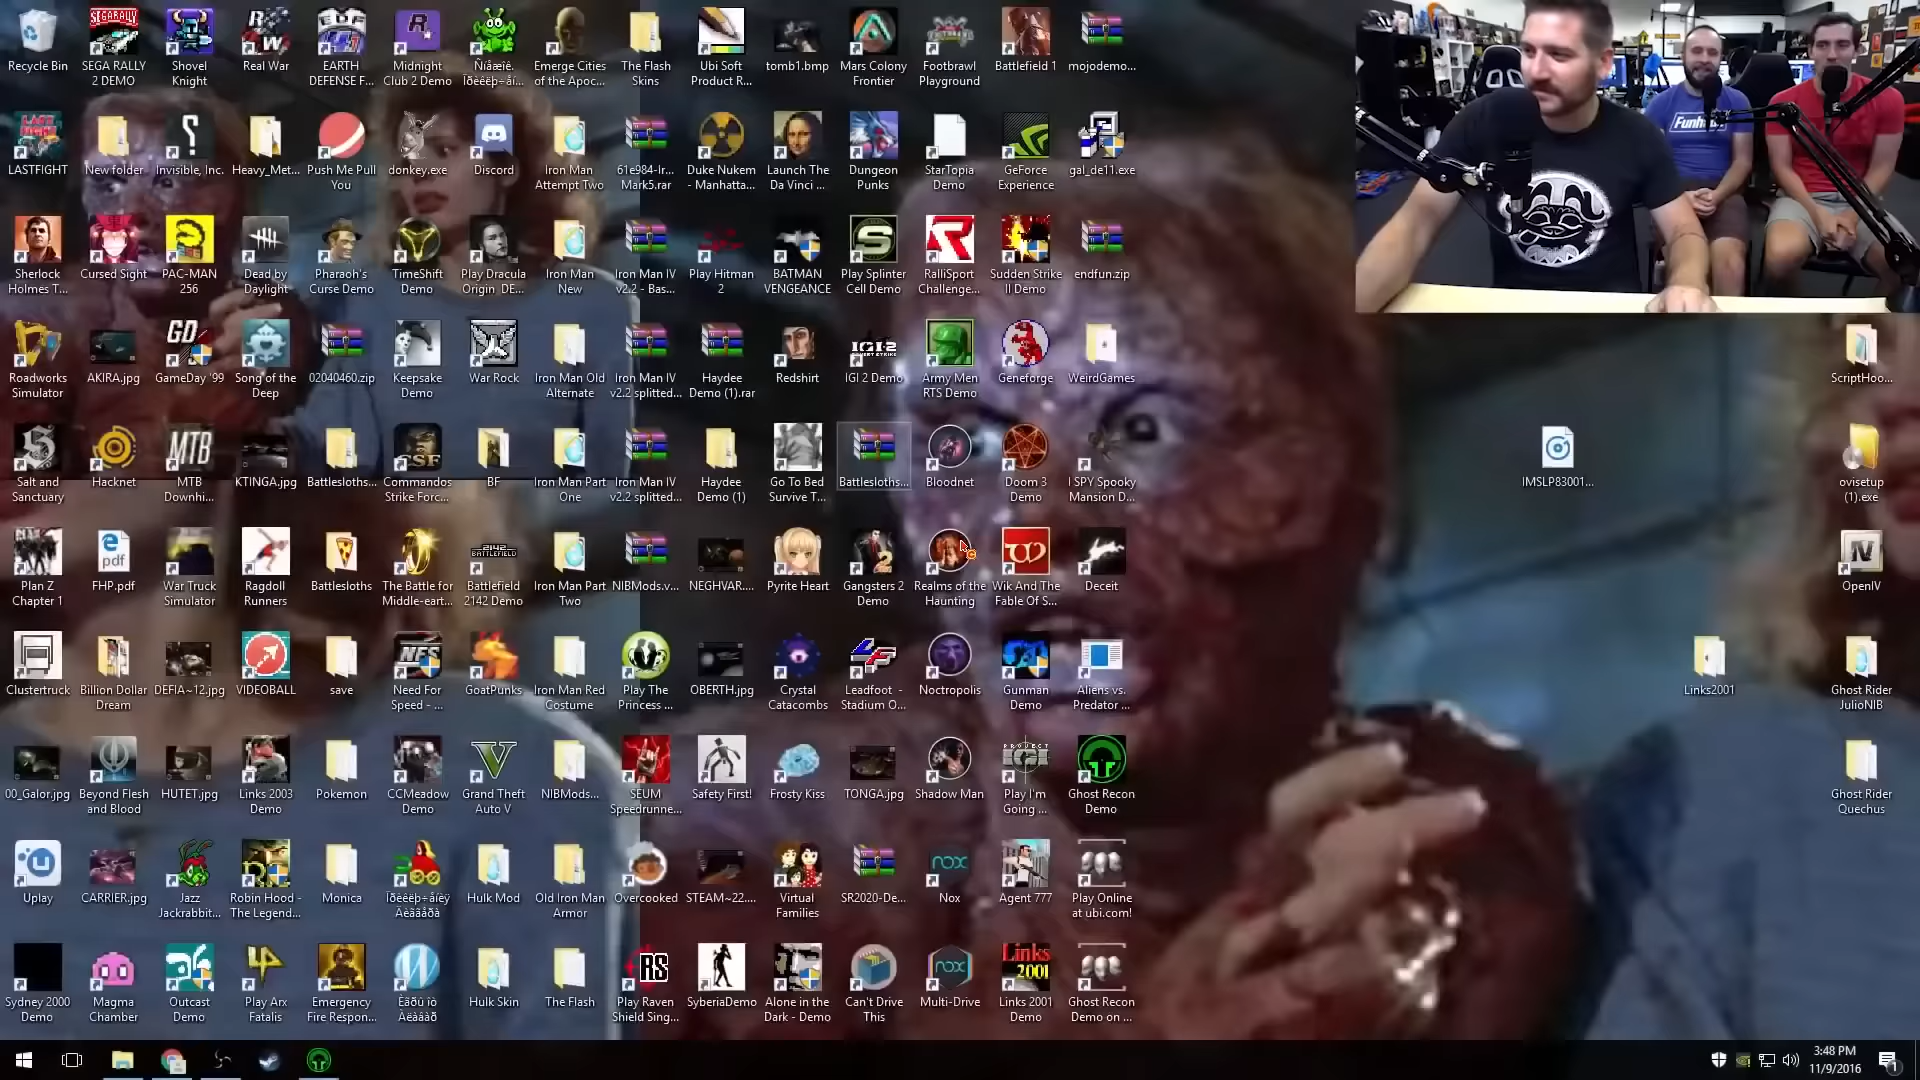 Recycle Bin
SEGA RALLY
2 DEMO
Shovel
Knight
Real War
EARTH
DEFENSE F...
Midnight
Club 2 Demo
Emerge Cities
of the Apoc...
The Flash
Skins
Ubi Soft
Product R...
tomb1.bmp
Mars Colony
Frontier
Footbrawl
Playground
Battlefield 1
mojodemo...
LASTFIGHT
New folder
Invisible, Inc.
Heavy_Met...
Push Me Pull
You
donkey.exe
Discord
Iron Man
Attempt Two
61e984-Ir...
Mark5.rar
Duke Nukem
- Manhatta...
Launch The
Da Vinci ...
Dungeon
Punks
StarTopia
Demo
GeForce
Experience
gal_de11.exe
Sherlock
Holmes T...
Cursed Sight
PAC-MAN
256
Dead by
Daylight
Pharaoh's
Curse Demo
TimeShift
Demo
Play Dracula
Origin_DE...
Iron Man
New
Iron Man IV
v2.2 - Bas...
Play Hitman
2
BATMAN
VENGEANCE
Play Splinter
Cell Demo
RalliSport
Challenge...
Sudden Strike
II Demo
endfun.zip
Roadworks
Simulator
AKIRA.jpg
GameDay '99
Song of the
Deep
02040460.zip
Keepsake
Demo
War Rock
Iron Man Old
Alternate
Iron Man IV
v2.2 splitted...
Haydee
Demo (1).rar
Redshirt
IGI 2 Demo
Army Men
RTS Demo
Geneforge
WeirdGames
ScriptHoo...
Salt and
Sanctuary
Hacknet
MTB
Downhi...
KTINGA.jpg
Battlesloths...
Commandos
Strike Forc...
BF
Iron Man Part
One
Iron Man IV
v2.2 splitted...
Haydee
Demo (1)
Go To Bed
Survive T...
Battlesloths...
Bloodnet
Doom 3
Demo
I SPY Spooky
Mansion D...
IMSLP83001...
ovisetup
(1).exe
Plan Z
Chapter 1
FHP.pdf
War Truck
Simulator
Ragdoll
Runners
Battlesloths
The Battle for
Middle-eart...
Battlefield
2142 Demo
Iron Man Part
Two
NIBMods.v...
NEGHVAR....
Pyrite Heart
Gangsters 2
Demo
Realms of the
Haunting
Wik And The
Fable Of S...
Deceit
OpenIV
Clustertruck
Billion Dollar
Dream
DEFIA~12.jpg
VIDEOBALL
save
Need For
Speed - ...
GoatPunks
Iron Man Red
Costume
Play The
Princess ...
OBERTH.jpg
Crystal
Catacombs
Leadfoot -
Stadium O...
Noctropolis
Gunman
Demo
Aliens vs.
Predator ...
Links2001
Ghost Rider
JulioNIB
00_Galor.jpg
Beyond Flesh
and Blood
HUTET.jpg
Links 2003
Demo
Pokemon
CCMeadow
Demo
Grand Theft
Auto V
NIBMods...
SEUM
Speedrunne...
Safety First!
Frosty Kiss
TONGA.jpg
Shadow Man
Play I'm
Going ...
Ghost Recon
Demo
Ghost Rider
Quechus
Uplay
CARRIER.jpg
Jazz
Jackrabbit...
Robin Hood -
The Legend...
Monica
Hulk Mod
Old Iron Man
Armor
Overcooked
STEAM~22....
Virtual
Families
SR2020-De...
Nox
Agent 777
Play Online
at ubi.com!
Sydney 2000
Demo
Magma
Chamber
Outcast
Demo
Play Arx
Fatalis
Emergency
Fire Respon...
Hulk Skin
The Flash
Play Raven
Shield Sing...
SyberiaDemo
Alone in the
Dark - Demo
Can't Drive
This
Multi-Drive
Links 2001
Demo
Ghost Recon
Demo on ...
3:48 PM
11/9/2016